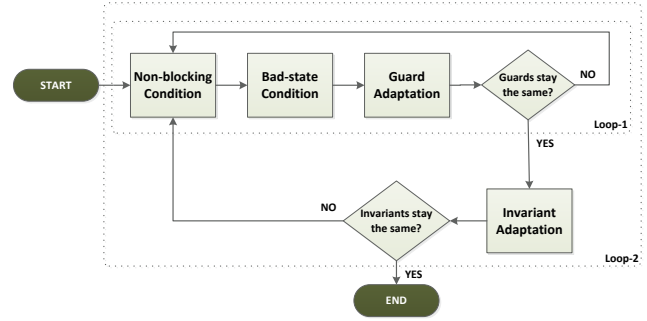 START
Non-blocking
Condition
Bad-state
Condition
Guard
Adaptation
Guards stay
the same?
NO
Loop-1
YES
Invariant
Adaptation
Invariants stay
the same?
NO
Loop-2
YES
END